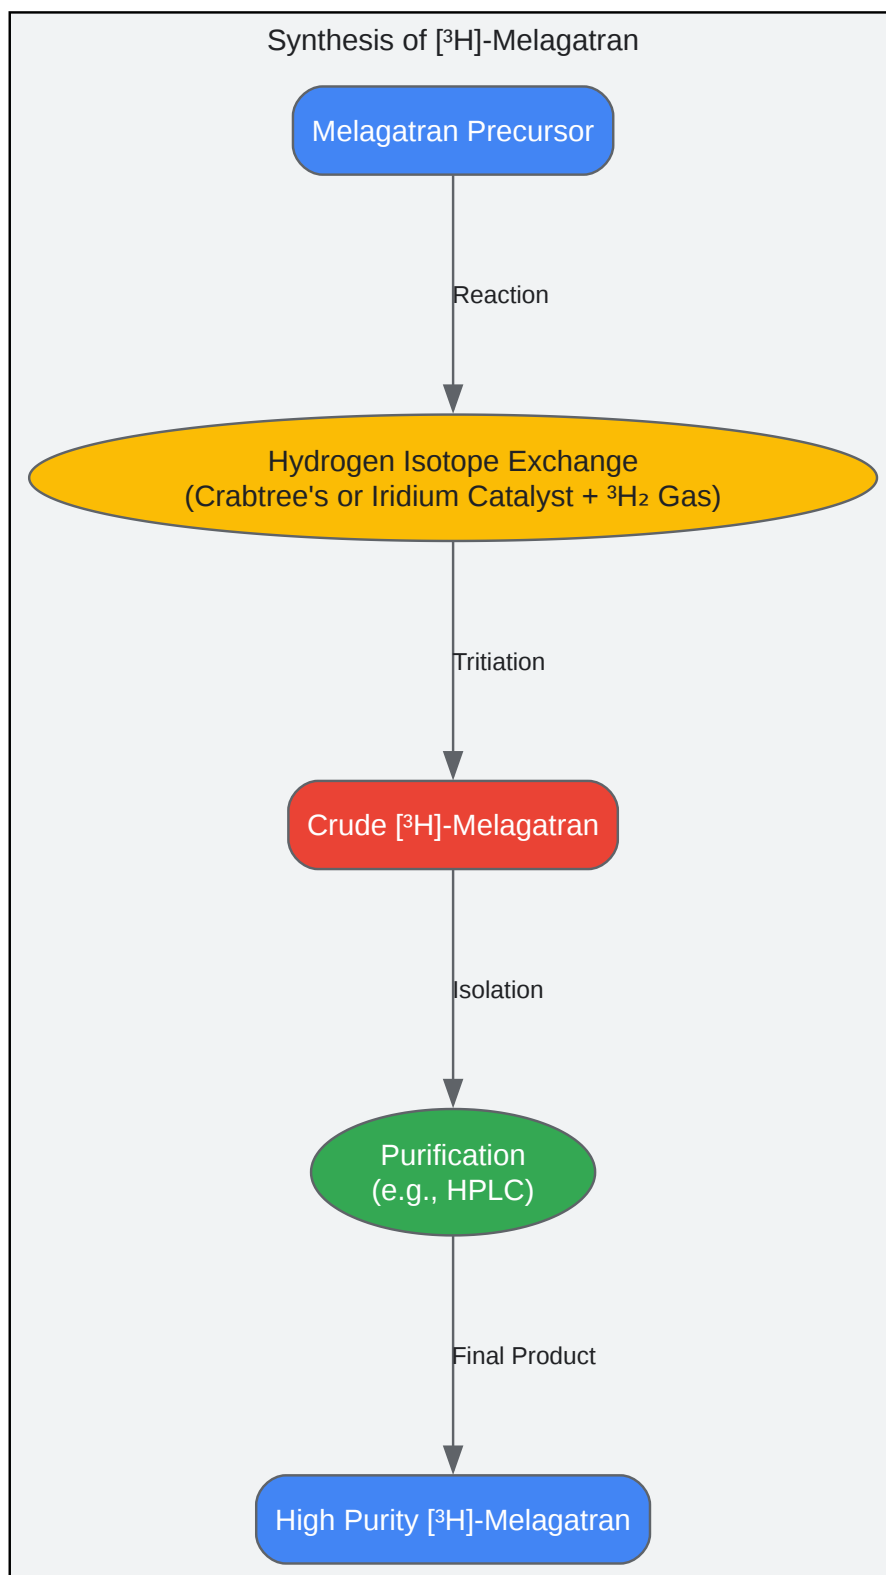 Synthesis of [³H]-Melagatran
Melagatran Precursor
Reaction
Hydrogen Isotope Exchange
(Crabtree's or Iridium Catalyst + ³H₂ Gas)
Tritiation
Crude [³H]-Melagatran
Isolation
Purification
(e.g., HPLC)
Final Product
High Purity [³H]-Melagatran